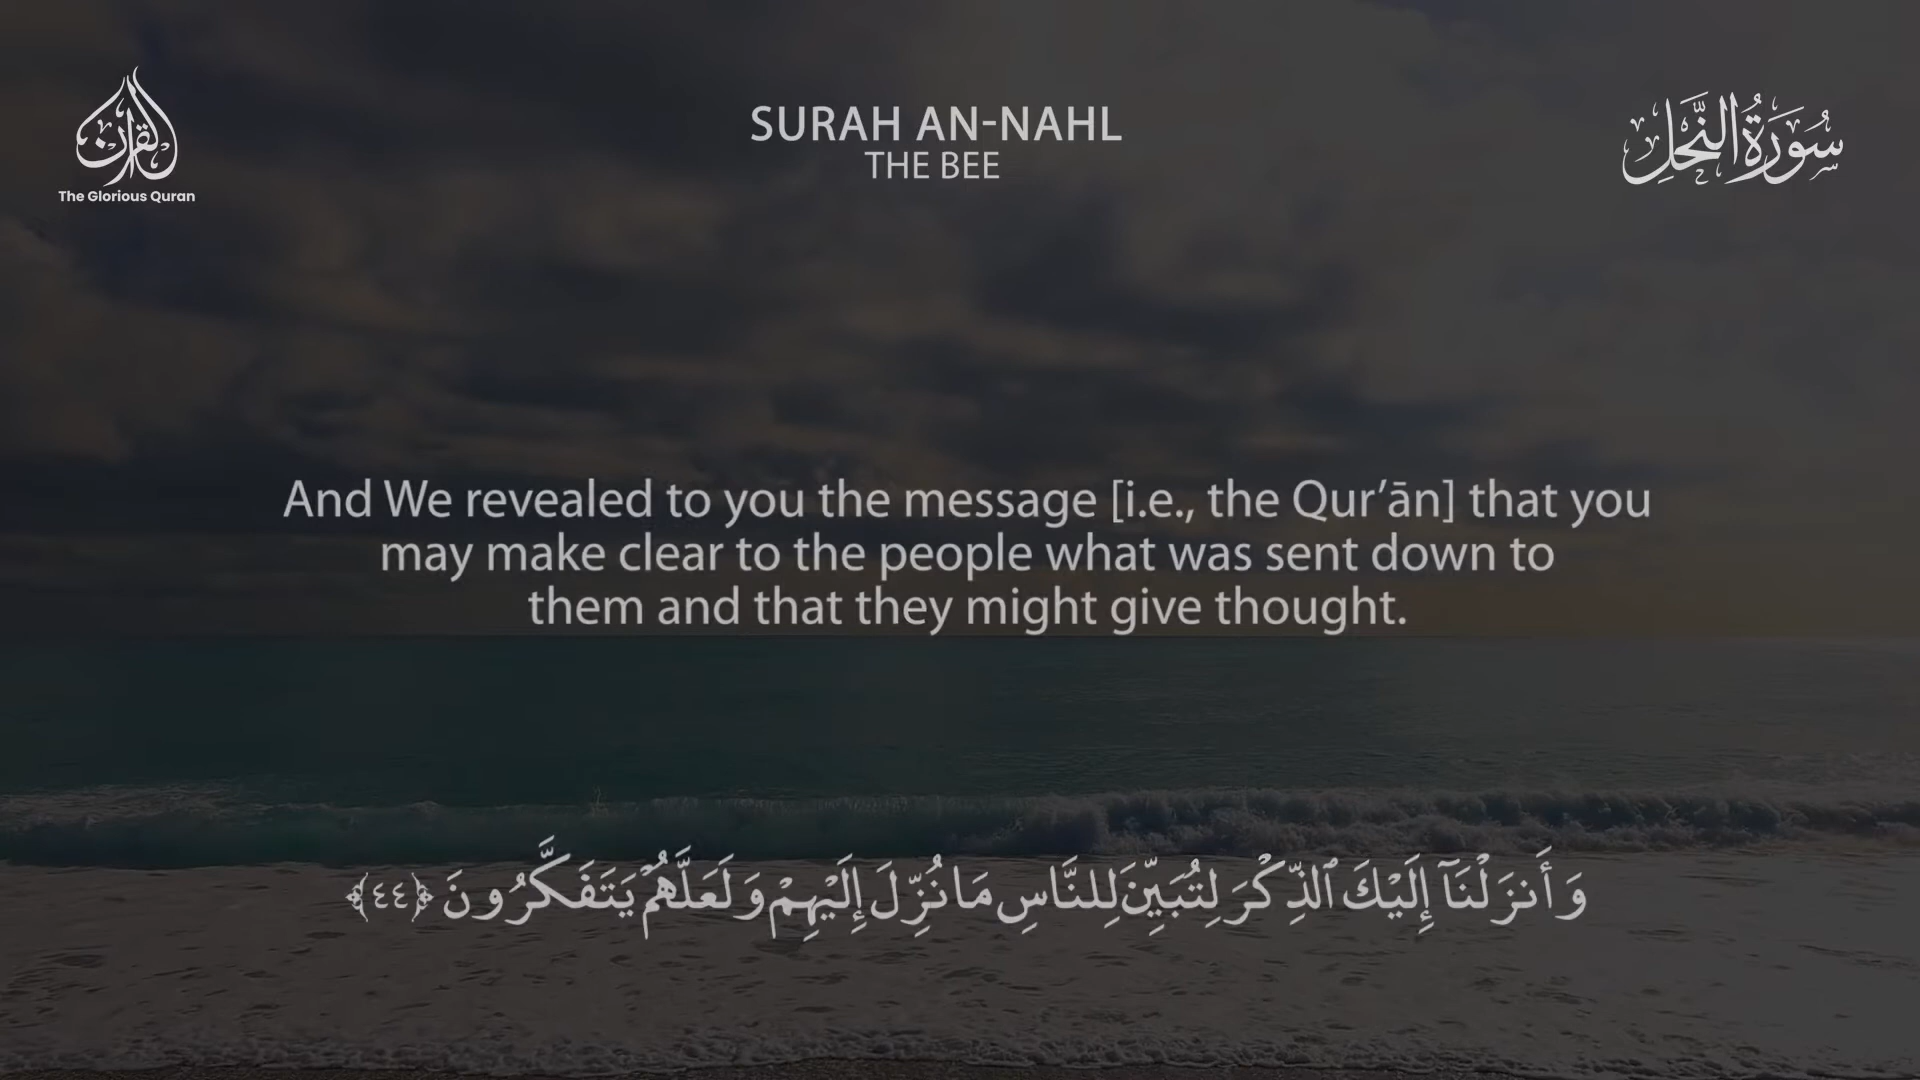 القرآن
The Glorious Quran
SURAH AN-NAHL
THE BEE
سُورَةُ النَّحْلِ
And We revealed to you the message [i.e., the Qur’ān] that you
may make clear to the people what was sent down to
them and that they might give thought.
وَأَنزَلْنَآ إِلَيْكَ ٱلذِّكْرَ لِتُبَيِّنَ لِلنَّاسِ مَا نُزِّلَ إِلَيْهِمْ وَلَعَلَّهُمْ يَتَفَكَّرُونَ ﴿٤٤﴾